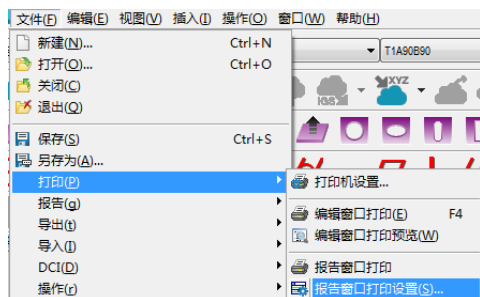 文件(F) 编辑(E) 视图(V) 插入(I) 操作(O) 窗口(W) 帮助(H)
新建(N)... Ctrl+N
打开(O)... Ctrl+O
关闭(C)
退出(Q)
保存(S) Ctrl+S
另存为(A)...
打印(P)
报告(g)
导出(t)
导入(I)
DCI(D)
操作(r)
T1A90B90
IGES
XYZ
打印机设置...
编辑窗口打印(E) F4
编辑窗口打印预览(W)
报告窗口打印
报告窗口打印设置(S)...